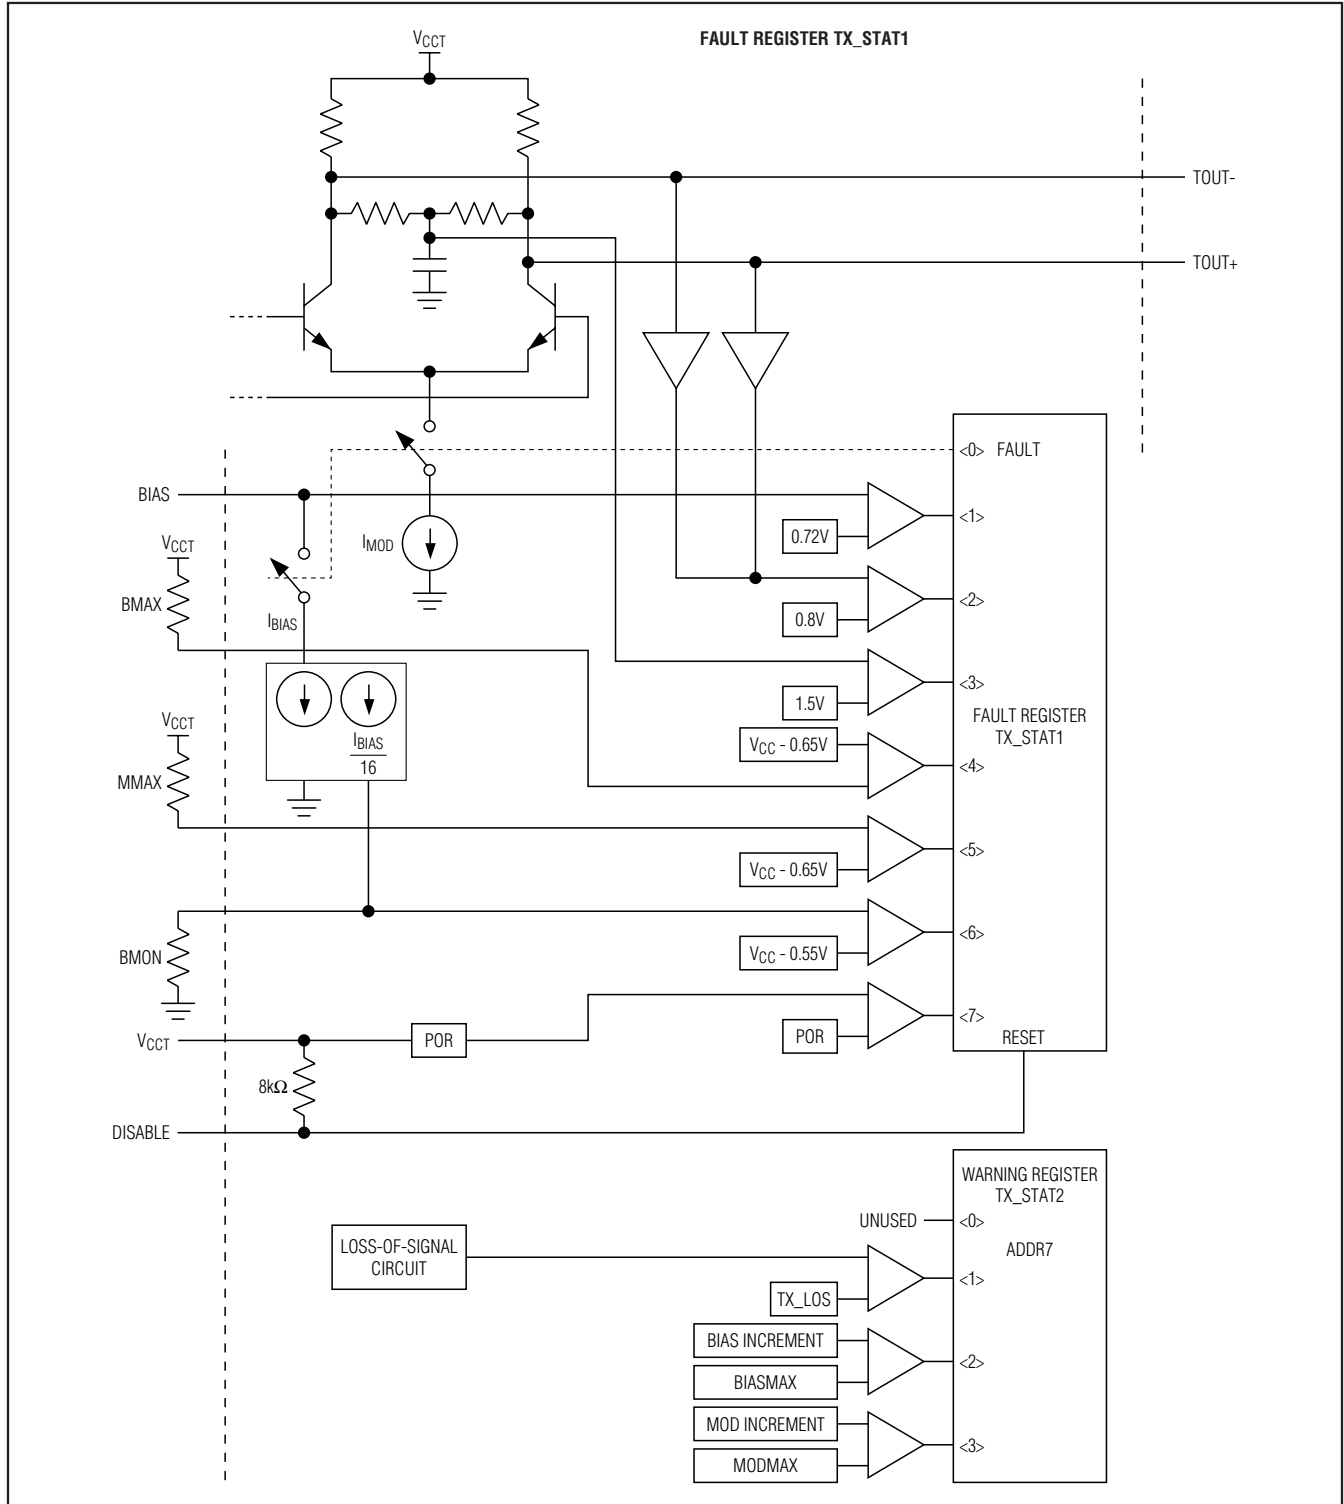 FAULT REGISTER TX_STAT1
VCCT
TOUT-
TOUT+
<0> FAULT
BIAS
<1>
0.72V
IMOD
VCCT
BMAX
IBIAS
<2>
0.8V
<3>
1.5V
FAULT REGISTER
TX_STAT1
VCC - 0.65V
<4>
VCCT
MMAX
IBIAS
16
<5>
VCC - 0.65V
<6>
BMON
VCC - 0.55V
<7>
VCCT
POR
POR
RESET
8kΩ
DISABLE
WARNING REGISTER
TX_STAT2
UNUSED
<0>
ADDR7
LOSS-OF-SIGNAL
CIRCUIT
<1>
TX_LOS
BIAS INCREMENT
<2>
BIASMAX
MOD INCREMENT
<3>
MODMAX